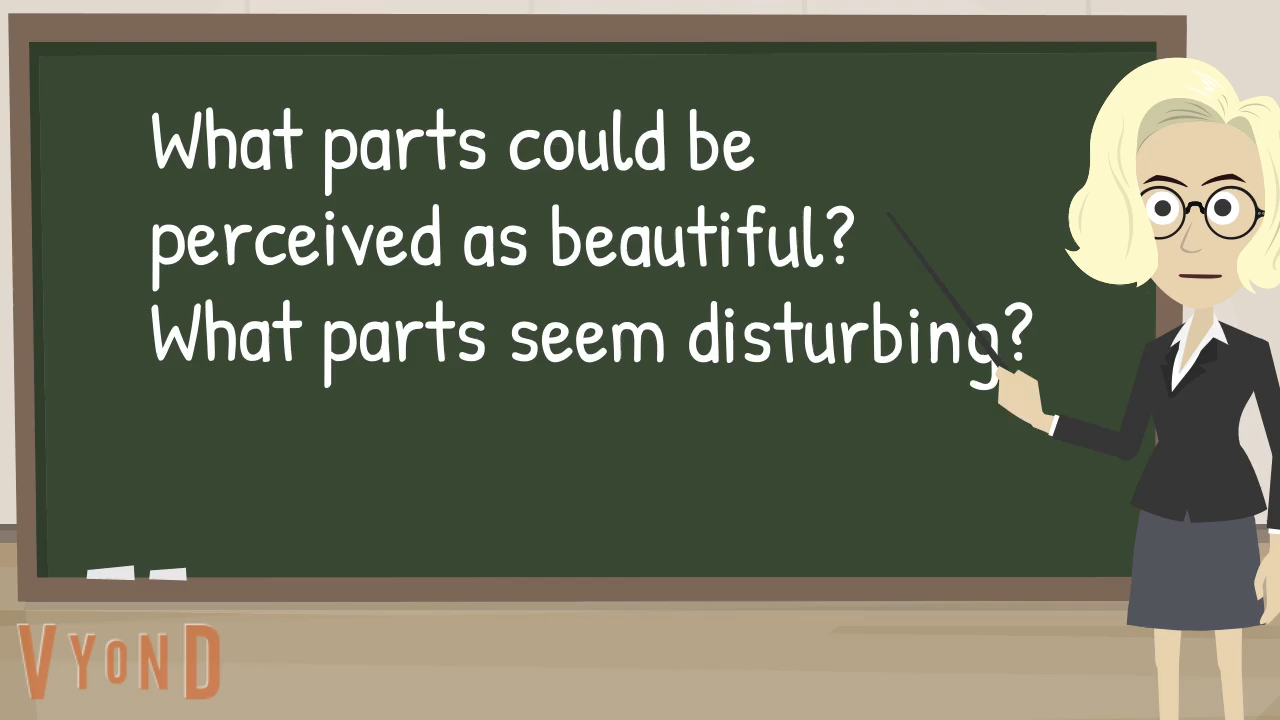 What parts could be
perceived as beautiful?
What parts seem disturbing?
VYOND